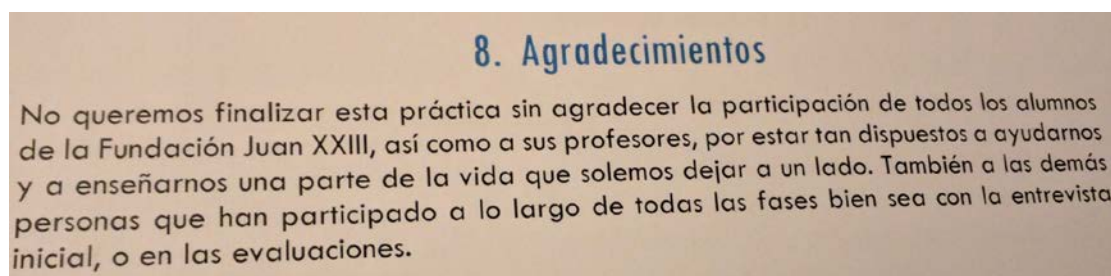 8. Agradecimientos
No queremos finalizar esta práctica sin agradecer la participación de todos los alumnos
de la Fundación Juan XXIII, así como a sus profesores, por estar tan dispuestos a ayudarnos
y a enseñarnos una parte de la vida que solemos dejar a un lado. También a las demás
personas que han participado a lo largo de todas las fases bien sea con la entrevista
inicial, o en las evaluaciones.